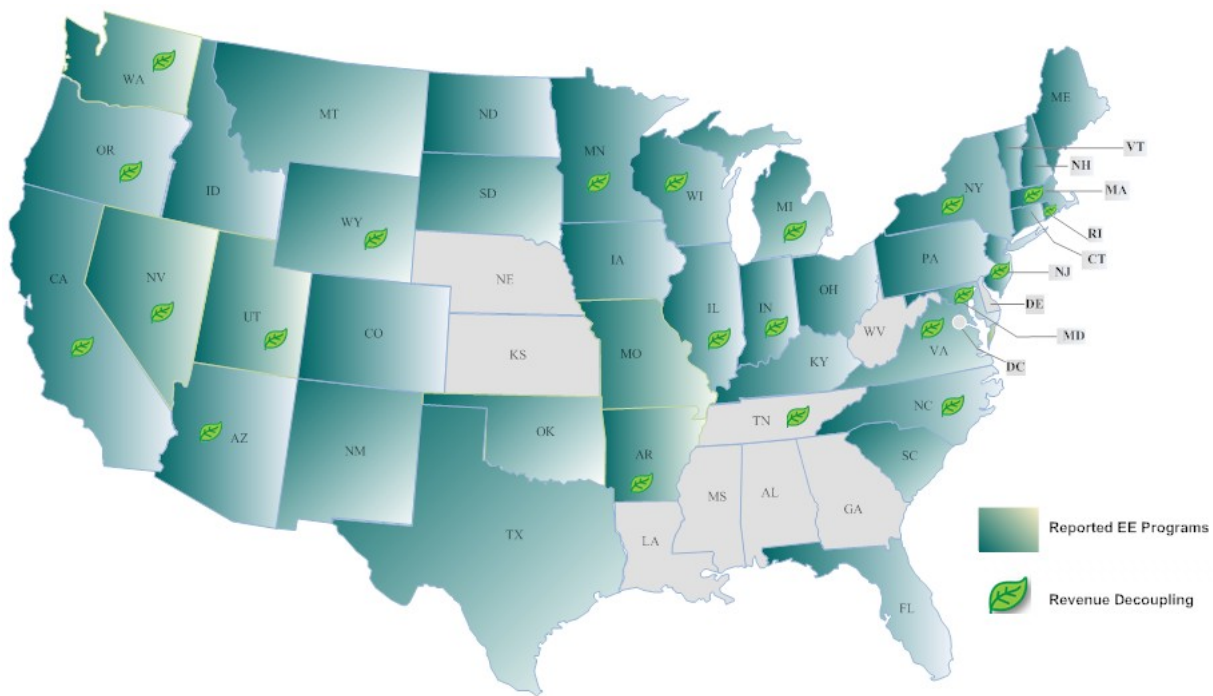 WA
MT
ND
MN
ME
OR
ID
SD
WI
MI
NY
VT
NH
MA
RI
CT
WY
IA
PA
NJ
NE
CA
NV
UT
CO
IL
IN
OH
DE
MD
DC
KS
MO
KY
WV
VA
AZ
NM
OK
AR
TN
NC
SC
TX
LA
MS
AL
GA
FL
Reported EE Programs
Revenue Decoupling